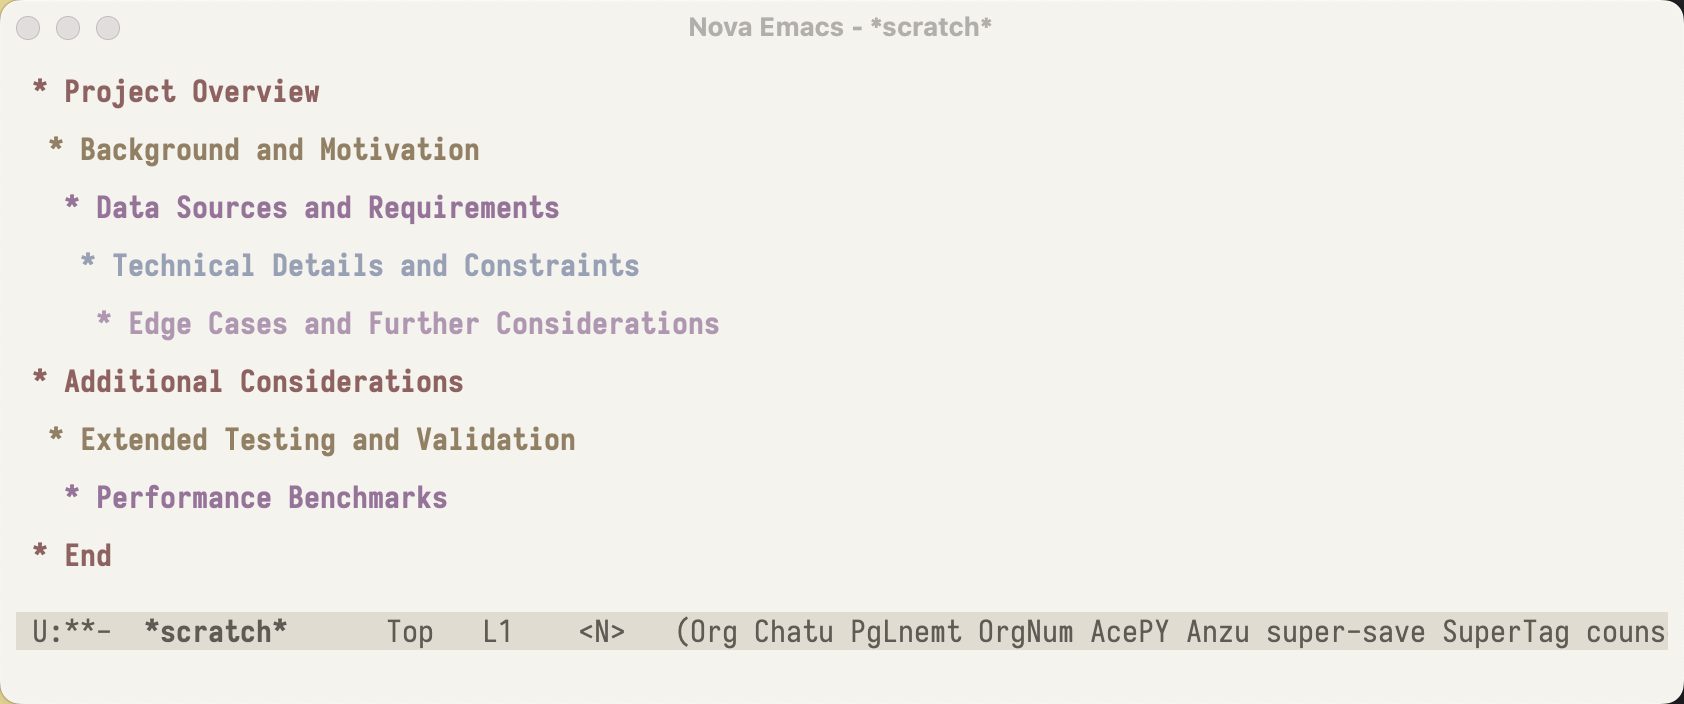 Nova Emacs - *scratch*
* Project Overview
* Background and Motivation
* Data Sources and Requirements
* Technical Details and Constraints
* Edge Cases and Further Considerations
* Additional Considerations
* Extended Testing and Validation
* Performance Benchmarks
* End
U:**- *scratch* Top L1 <N> (Org Chatu PgLnemt OrgNum AcePY Anzu super-save SuperTag couns